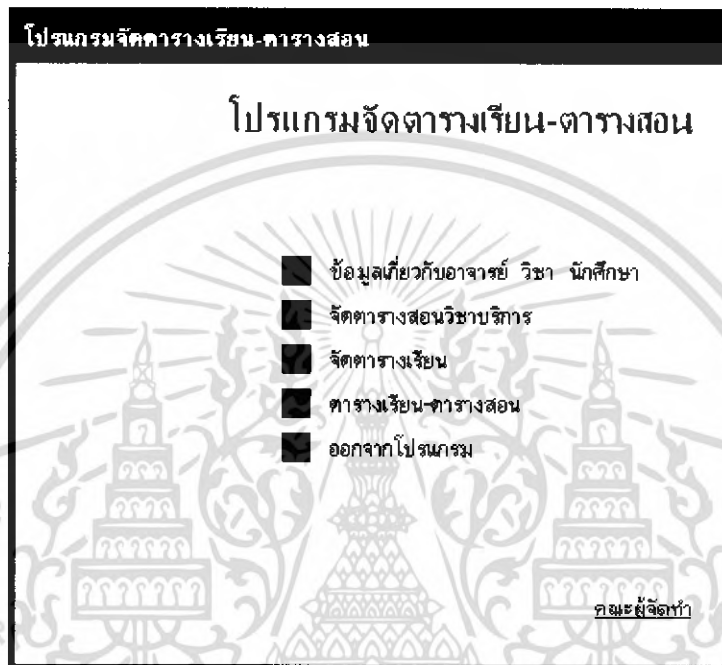 โปรแกรมจัดตารางเรียน-ตารางสอน
โปรแกรมจัดตารางเรียน-ตารางสอน
ข้อมูลเกี่ยวกับอาจารย์ วิชา นักศึกษา
จัดตารางสอนวิชาบริการ
จัดตารางเรียน
ตารางเรียน-ตารางสอน
ออกจากโปรแกรม
คณะผู้จัดทำ